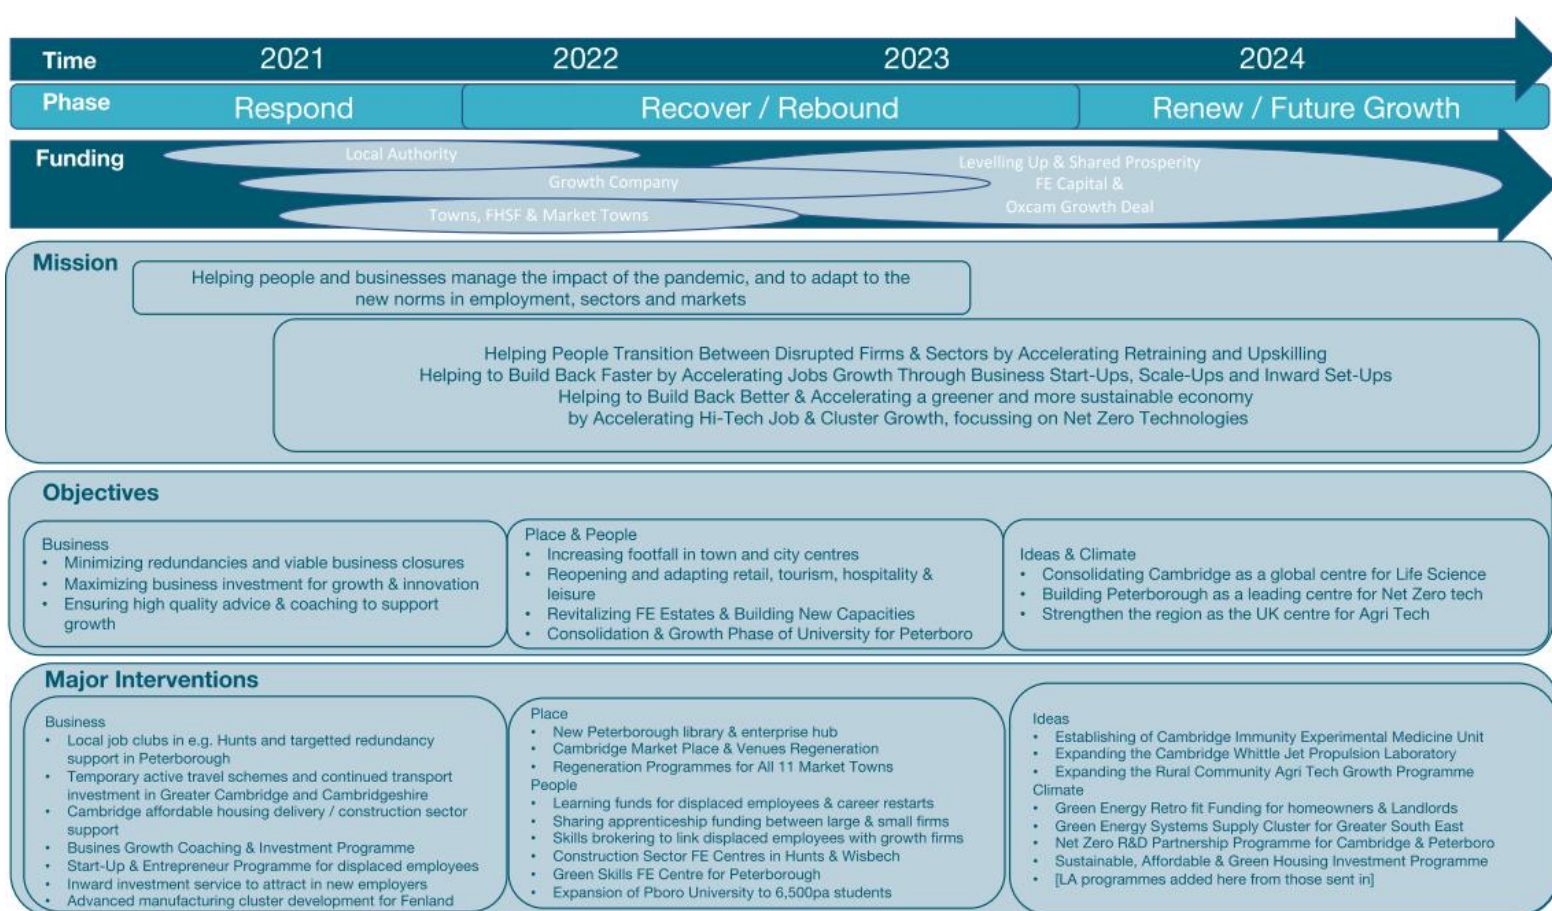 Time 2021 2022 2023 2024
Phase Respond Recover / Rebound Renew / Future Growth
Funding
Local Authority
Growth Company
Towns, FHSF & Market Towns
Levelling Up & Shared Prosperity
FE Capital &
Oxcam Growth Deal
Mission
Helping people and businesses manage the impact of the pandemic, and to adapt to the
new norms in employment, sectors and markets
Helping People Transition Between Disrupted Firms & Sectors by Accelerating Retraining and Upskilling
Helping to Build Back Faster by Accelerating Jobs Growth Through Business Start-Ups, Scale-Ups and Inward Set-Ups
Helping to Build Back Better & Accelerating a greener and more sustainable economy
by Accelerating Hi-Tech Job & Cluster Growth, focussing on Net Zero Technologies
Objectives
Business
• Minimizing redundancies and viable business closures
• Maximizing business investment for growth & innovation
• Ensuring high quality advice & coaching to support
growth
Place & People
• Increasing footfall in town and city centres
• Reopening and adapting retail, tourism, hospitality &
leisure
• Revitalizing FE Estates & Building New Capacities
• Consolidation & Growth Phase of University for Peterboro
Ideas & Climate
• Consolidating Cambridge as a global centre for Life Science
• Building Peterborough as a leading centre for Net Zero tech
• Strengthen the region as the UK centre for Agri Tech
Major Interventions
Business
• Local job clubs in e.g. Hunts and targetted redundancy
support in Peterborough
• Temporary active travel schemes and continued transport
investment in Greater Cambridge and Cambridgeshire
• Cambridge affordable housing delivery / construction sector
support
• Busines Growth Coaching & Investment Programme
• Start-Up & Entrepreneur Programme for displaced employees
• Inward investment service to attract in new employers
• Advanced manufacturing cluster development for Fenland
Place
• New Peterborough library & enterprise hub
• Cambridge Market Place & Venues Regeneration
• Regeneration Programmes for All 11 Market Towns
People
• Learning funds for displaced employees & career restarts
• Sharing apprenticeship funding between large & small firms
• Skills brokering to link displaced employees with growth firms
• Construction Sector FE Centres in Hunts & Wisbech
• Green Skills FE Centre for Peterborough
• Expansion of Pboro University to 6,500pa students
Ideas
• Establishing of Cambridge Immunity Experimental Medicine Unit
• Expanding the Cambridge Whittle Jet Propulsion Laboratory
• Expanding the Rural Community Agri Tech Growth Programme
Climate
• Green Energy Retro fit Funding for homeowners & Landlords
• Green Energy Systems Supply Cluster for Greater South East
• Net Zero R&D Partnership Programme for Cambridge & Peterboro
• Sustainable, Affordable & Green Housing Investment Programme
• [LA programmes added here from those sent in]